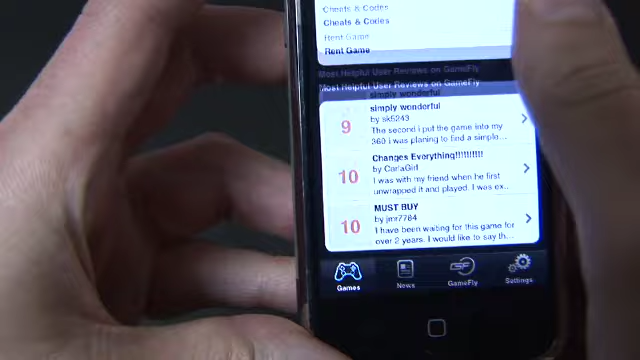 Cheats & Codes
Cheats & Codes
Rent Game
Rent Game
Most Helpful User Reviews on GameFly
Most Helpful User Reviews on GameFly
simply wonderful
simply wonderful
by sk5243
9
The second i put the game into my
360 i was planing to find a simple...
Changes Everything!!!!!!!!!!
by CarlaGirl
10
I was with my friend when he first
unwrapped it and played. I was ex..
MUST BUY
by jmr7784
10
I have been waiting for this game for
over 2 years. I would like to say th...
Games
News
GameFly
Settings